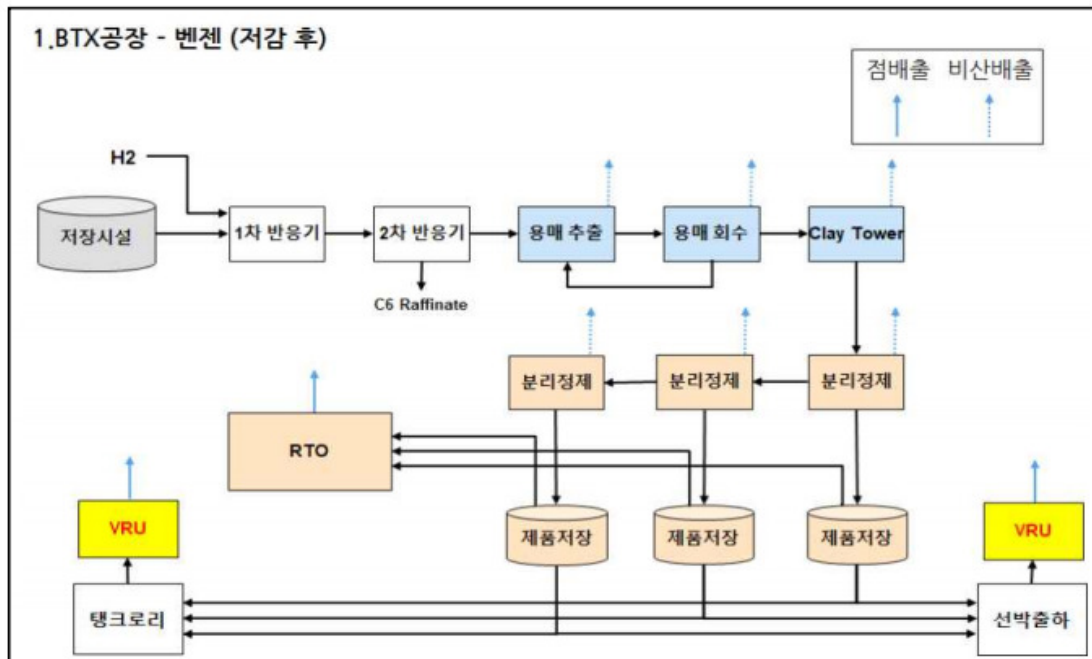 1.BTX공장 - 벤젠 (저감 후)
점배출 비산배출
H2
저장시설
1차 반응기
2차 반응기
용매 추출
용매 회수
Clay Tower
C6 Raffinate
분리정제
분리정제
분리정제
RTO
VRU
제품저장
제품저장
제품저장
VRU
탱크로리
선박출하